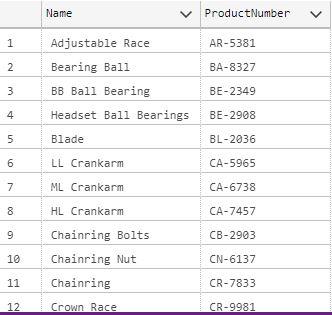 Name ProductNumber
1 Adjustable Race AR-5381
2 Bearing Ball BA-8327
3 BB Ball Bearing BE-2349
4 Headset Ball Bearings BE-2908
5 Blade BL-2036
6 LL Crankarm CA-5965
7 ML Crankarm CA-6738
8 HL Crankarm CA-7457
9 Chainring Bolts CB-2903
10 Chainring Nut CN-6137
11 Chainring CR-7833
12 Crown Race CR-9981